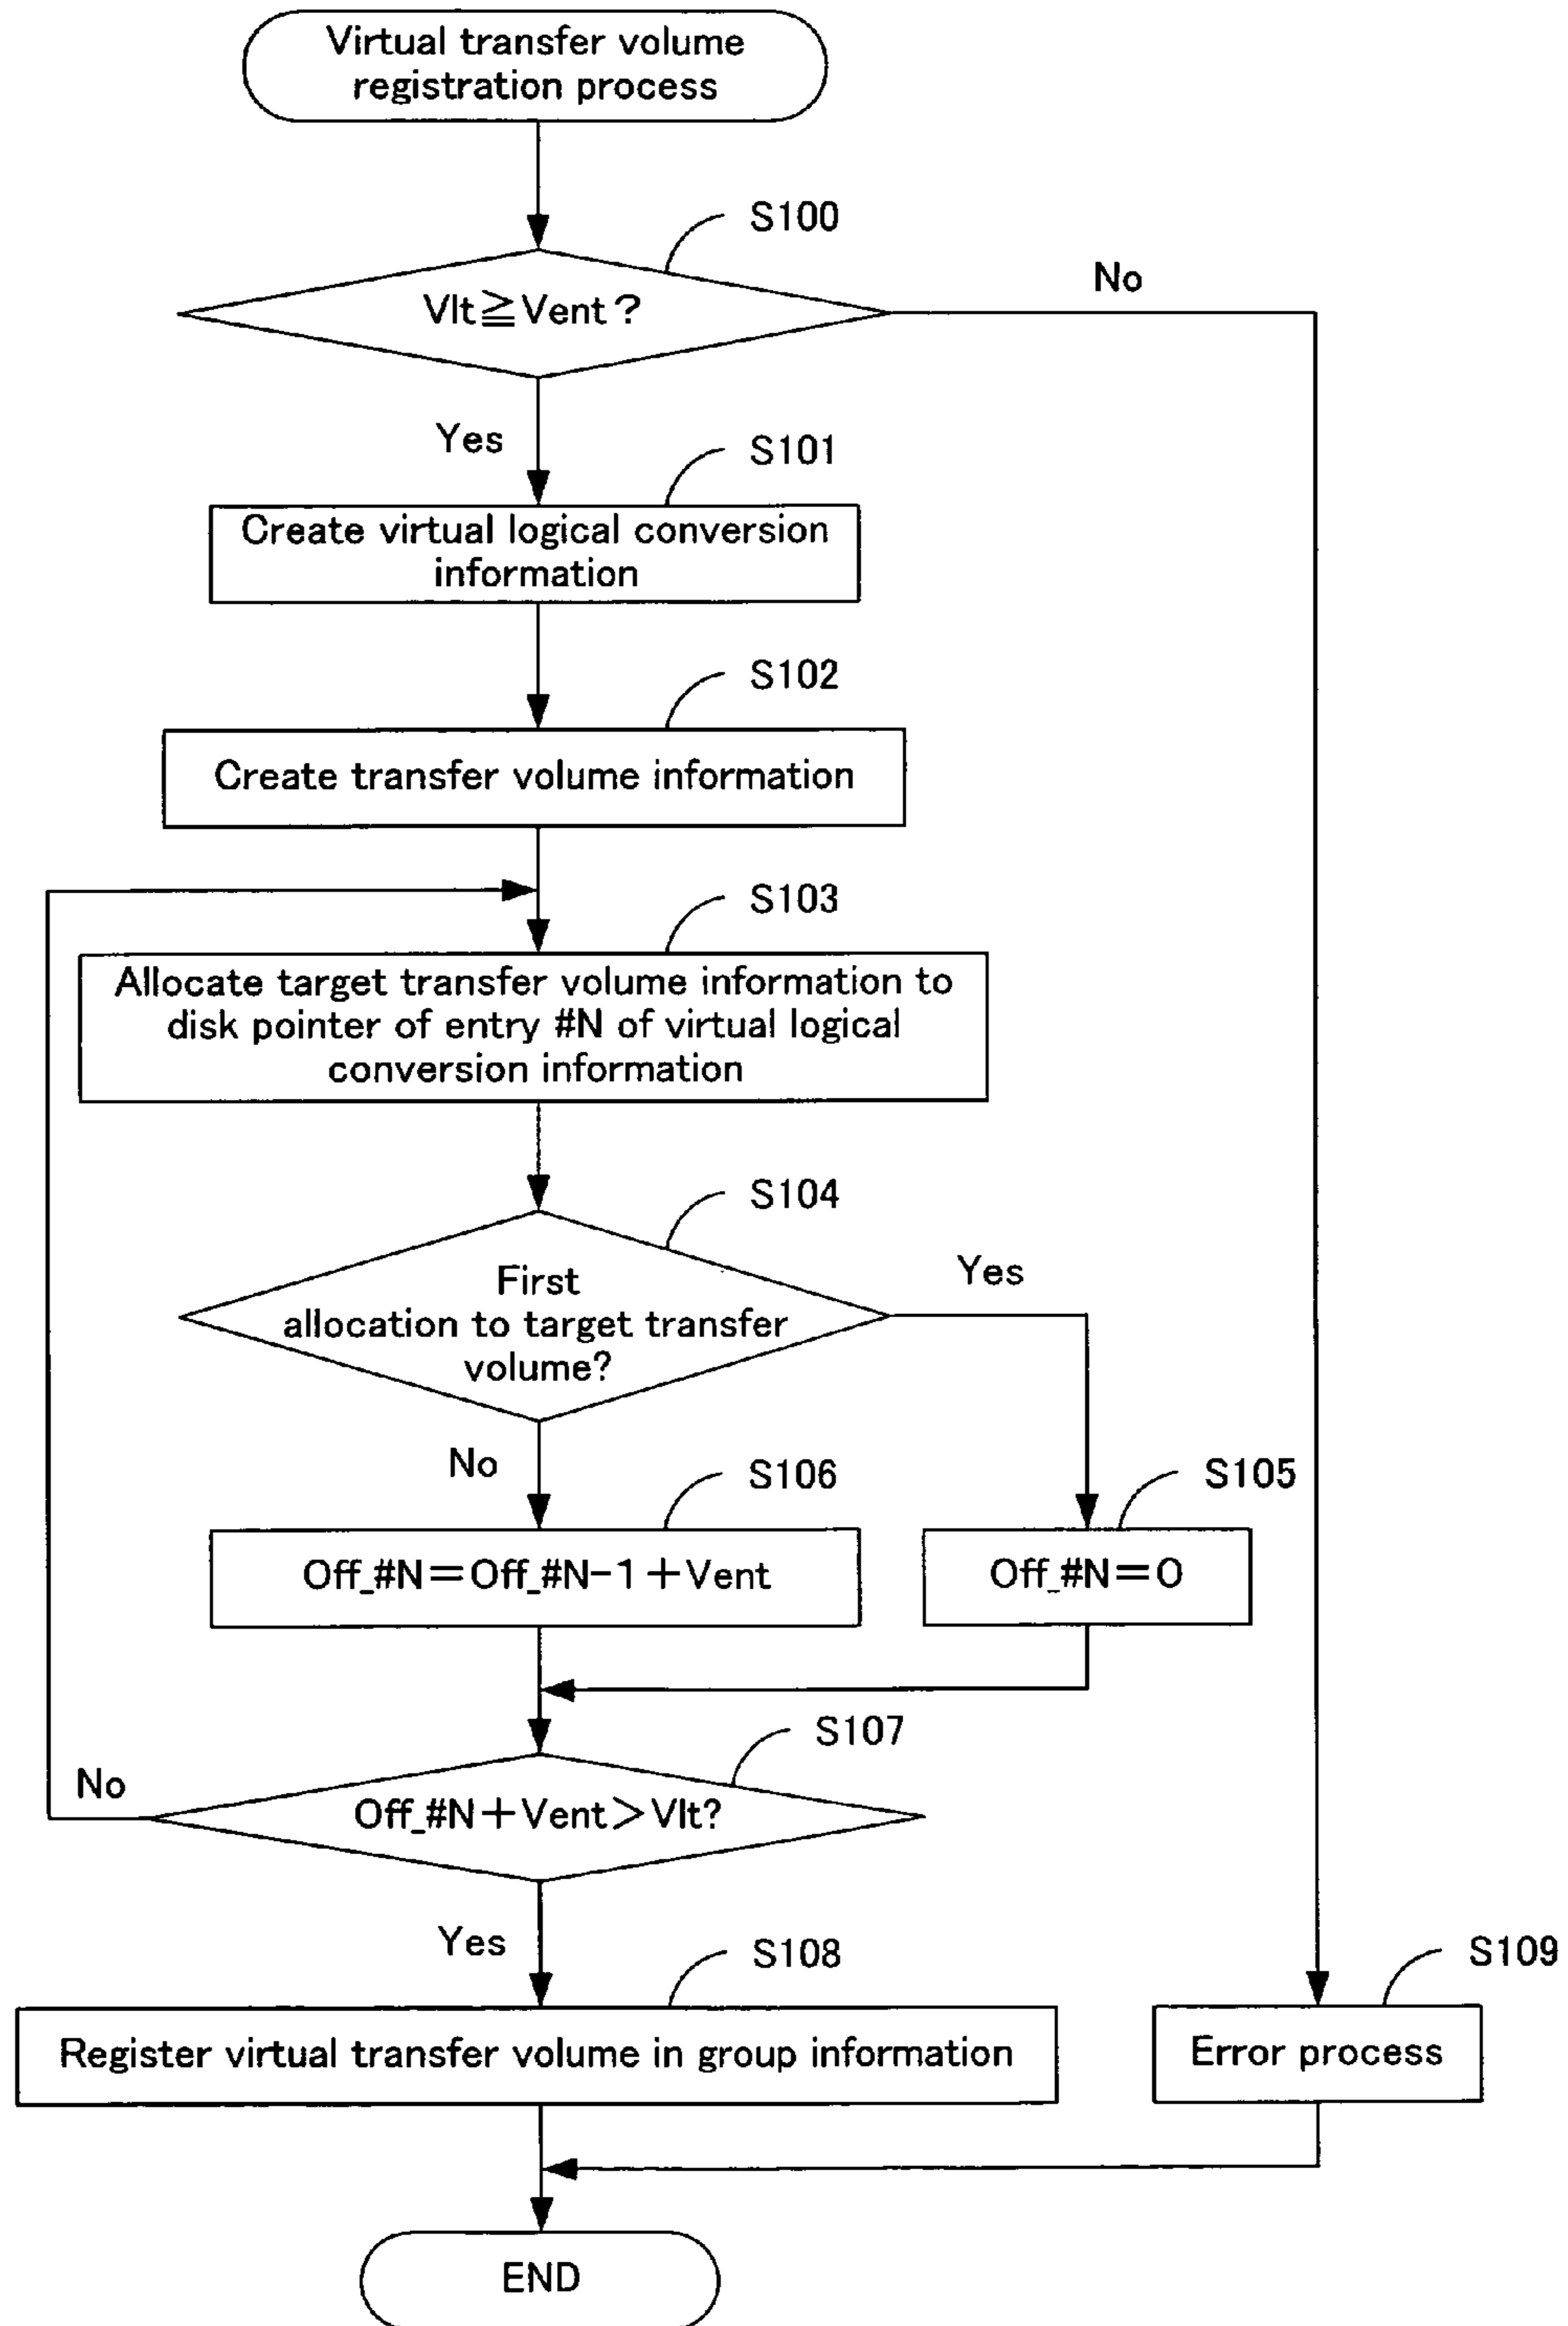 Virtual transfer volume
registration process
S100
Vlt≧Vent?
No
Yes
S101
Create virtual logical conversion
information
S102
Create transfer volume information
S103
Allocate target transfer volume information to
disk pointer of entry #N of virtual logical
conversion information
S104
First
allocation to target transfer
volume?
Yes
No
S106
S105
Off_#N=Off_#N-1+Vent
Off_#N=0
S107
No
Off_#N+Vent>Vlt?
Yes
S108
S109
Register virtual transfer volume in group information
Error process
END